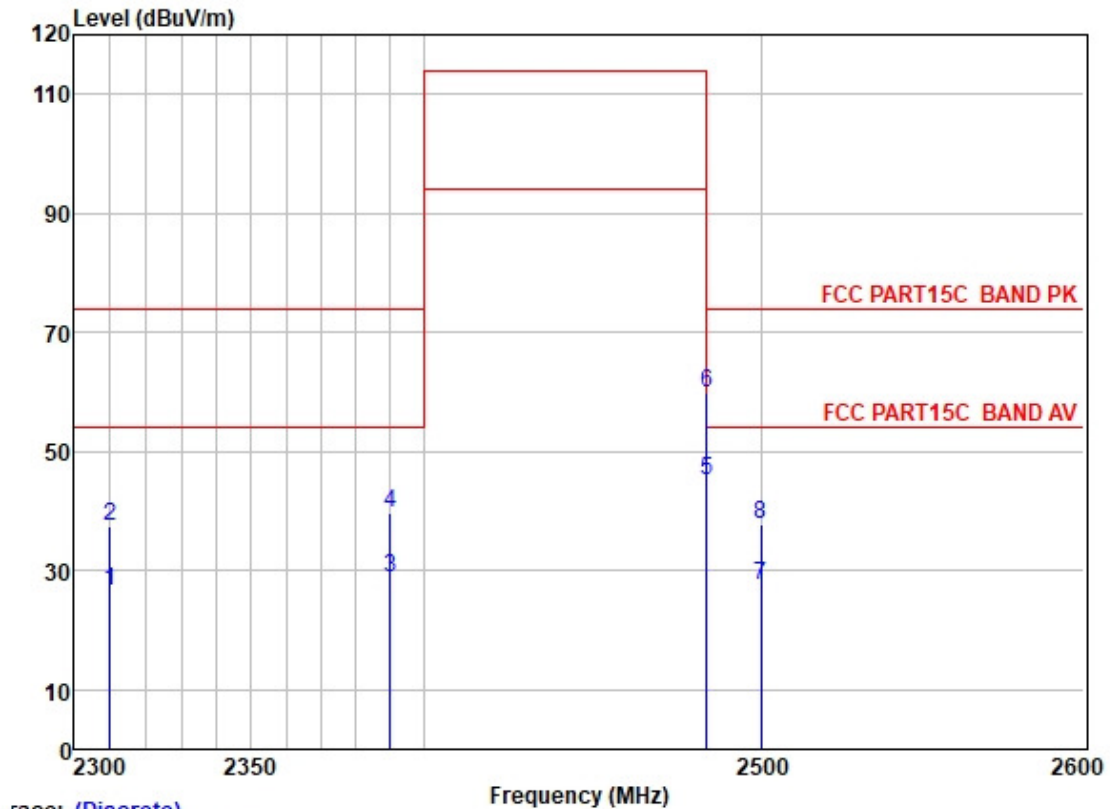 Level (dBuV/m)
120
110
90
FCC PART15C BAND PK
70
6
FCC PART15C BAND AV
50
5
4
2
8
3
7
30
1
10
0
2300 2350 2500 2600
Frequency (MHz)
race: (Discrete)